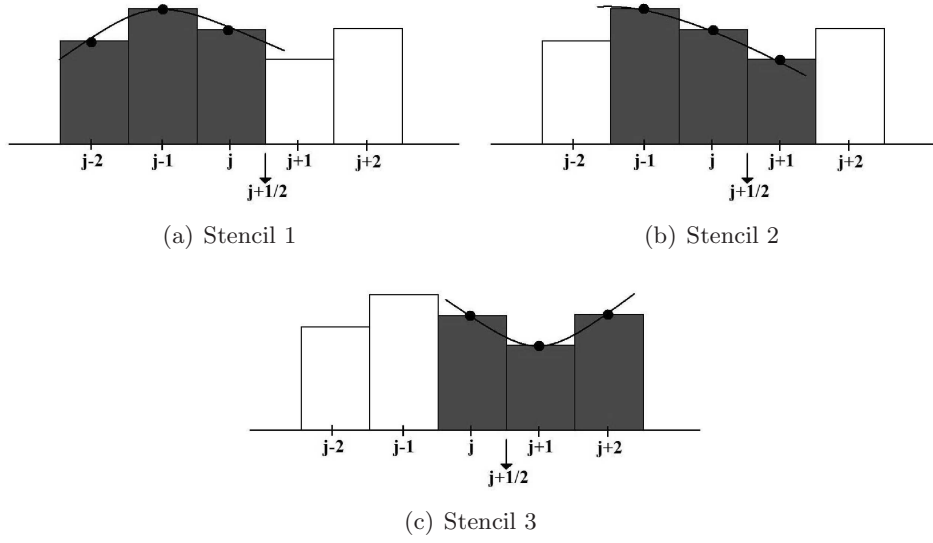 j-2 j-1 j j+1 j+2
j+1/2
(a) Stencil 1
j-2 j-1 j j+1 j+2
j+1/2
(b) Stencil 2
j-2 j-1 j j+1 j+2
j+1/2
(c) Stencil 3